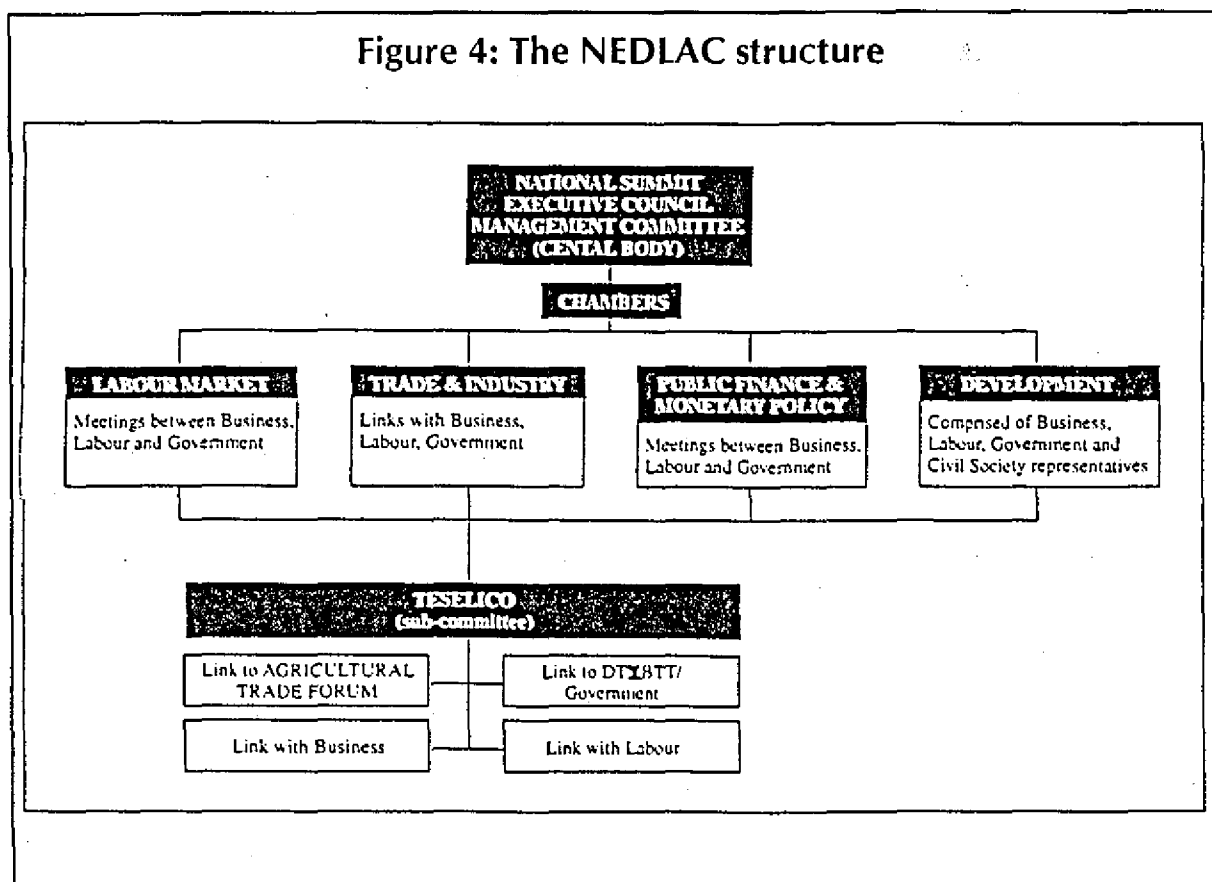 Figure 4: The NEDLAC structure
NATIONAL SUMMIT
EXECUTIVE COUNCIL
MANAGEMENT COMMITTEE
(CENTAL BODY)
CHAMBERS
LABOUR MARKET
Meetings between Business,
Labour and Government
TRADE & INDUSTRY
Links with Business,
Labour, Government
PUBLIC FINANCE &
MONETARY POLICY
Meetings between Business,
Labour and Government
DEVELOPMENT
Comprised of Business,
Labour, Government and
Civil Society representatives
TESELICO
(sub-committee)
Link to AGRICULTURAL
TRADE FORUM
Link to
Government
Link with Business
Link with Labour